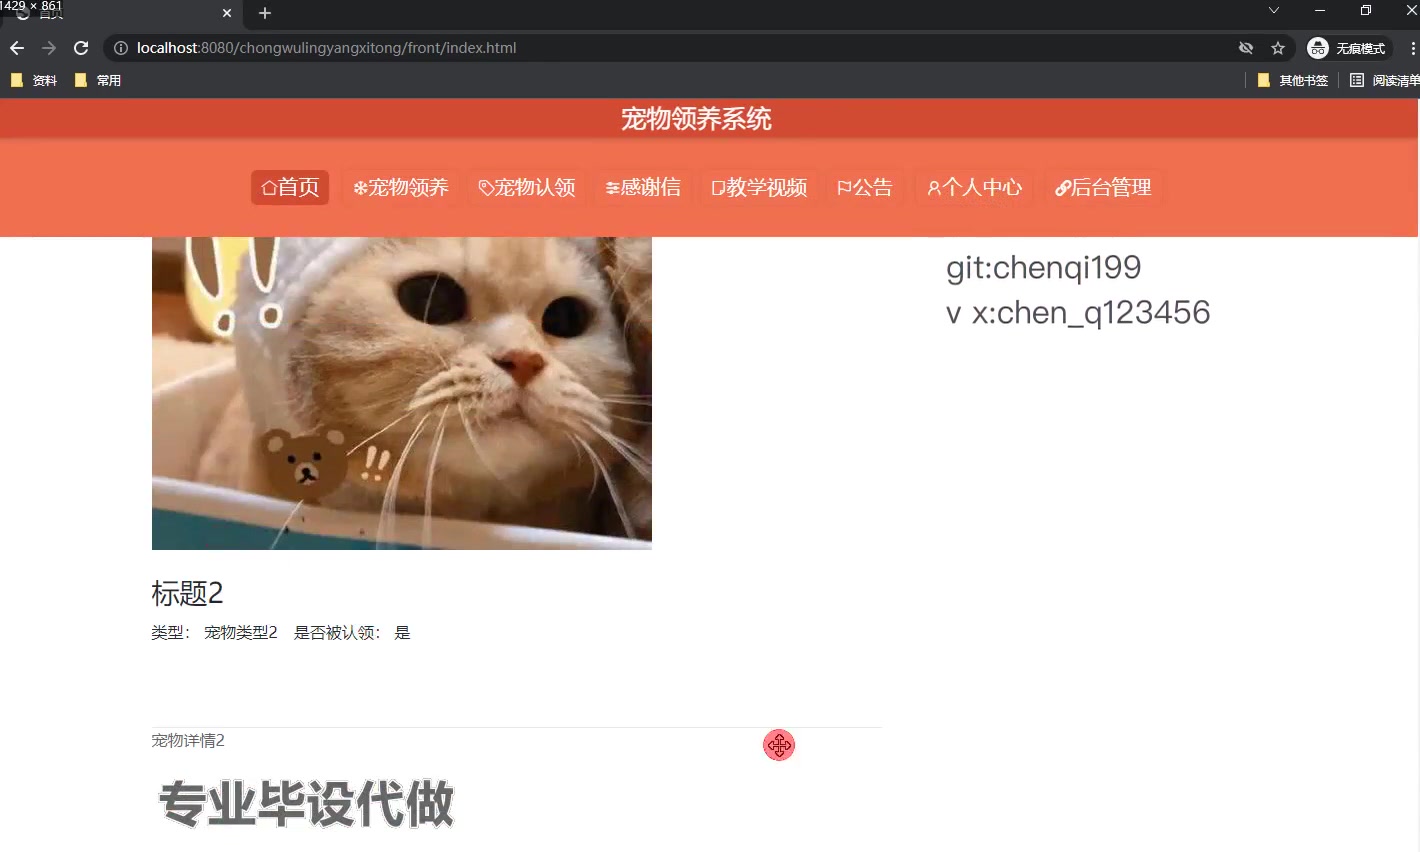 1429 × 861
首页
localhost:8080/chongwulingyangxitong/front/index.html
无痕模式
资料
常用
其他书签
阅读清单
宠物领养系统
首页
宠物领养
宠物认领
感谢信
教学视频
公告
个人中心
后台管理
git:chenqi199
v x:chen_q123456
!!
标题2
类型： 宠物类型2 是否被认领： 是
宠物详情2
专业毕设代做